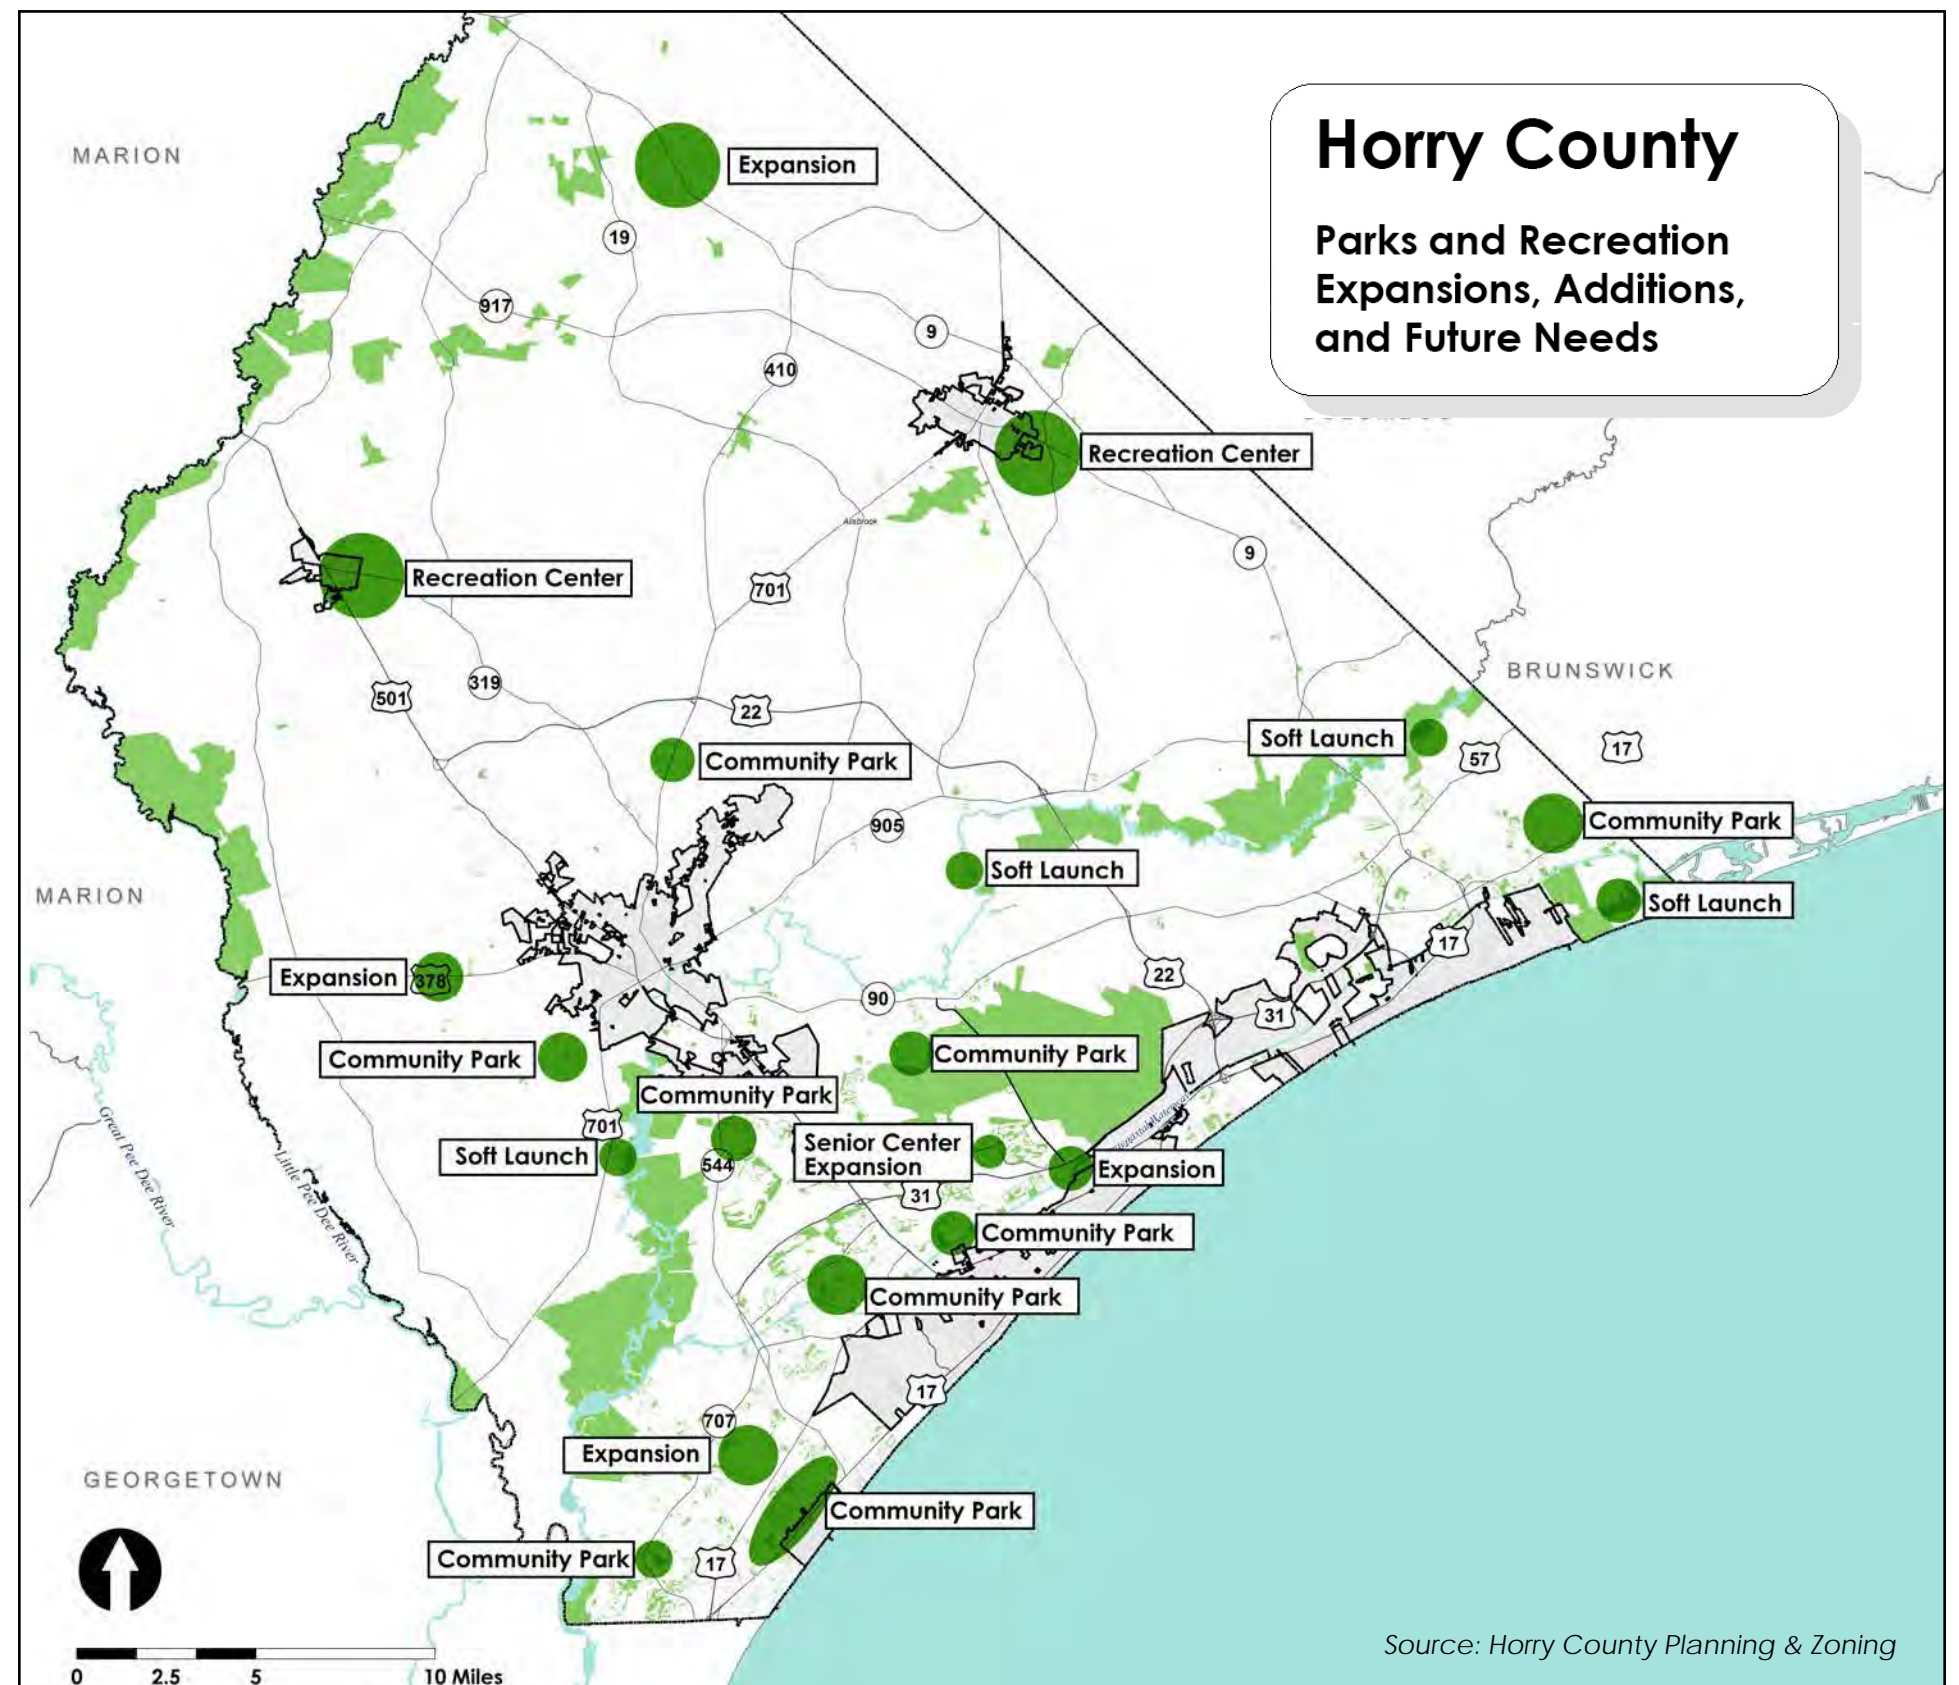 Horry County
Parks and Recreation
Expansions, Additions,
and Future Needs
MARION
Expansion
19
917
9
410
Recreation Center
Allsbrook
9
701
Recreation Center
319
501
22
BRUNSWICK
Soft Launch
17
57
Community Park
Community Park
905
Soft Launch
MARION
Soft Launch
17
22
Expansion
378
90
31
Community Park
Community Park
Community Park
701
Senior Center
Expansion
Soft Launch
544
Expansion
31
Great Pee Dee River
Little Pee Dee River
Community Park
Community Park
17
707
Expansion
GEORGETOWN
Community Park
Community Park
17
Source: Horry County Planning & Zoning
0 2.5 5 10 Miles